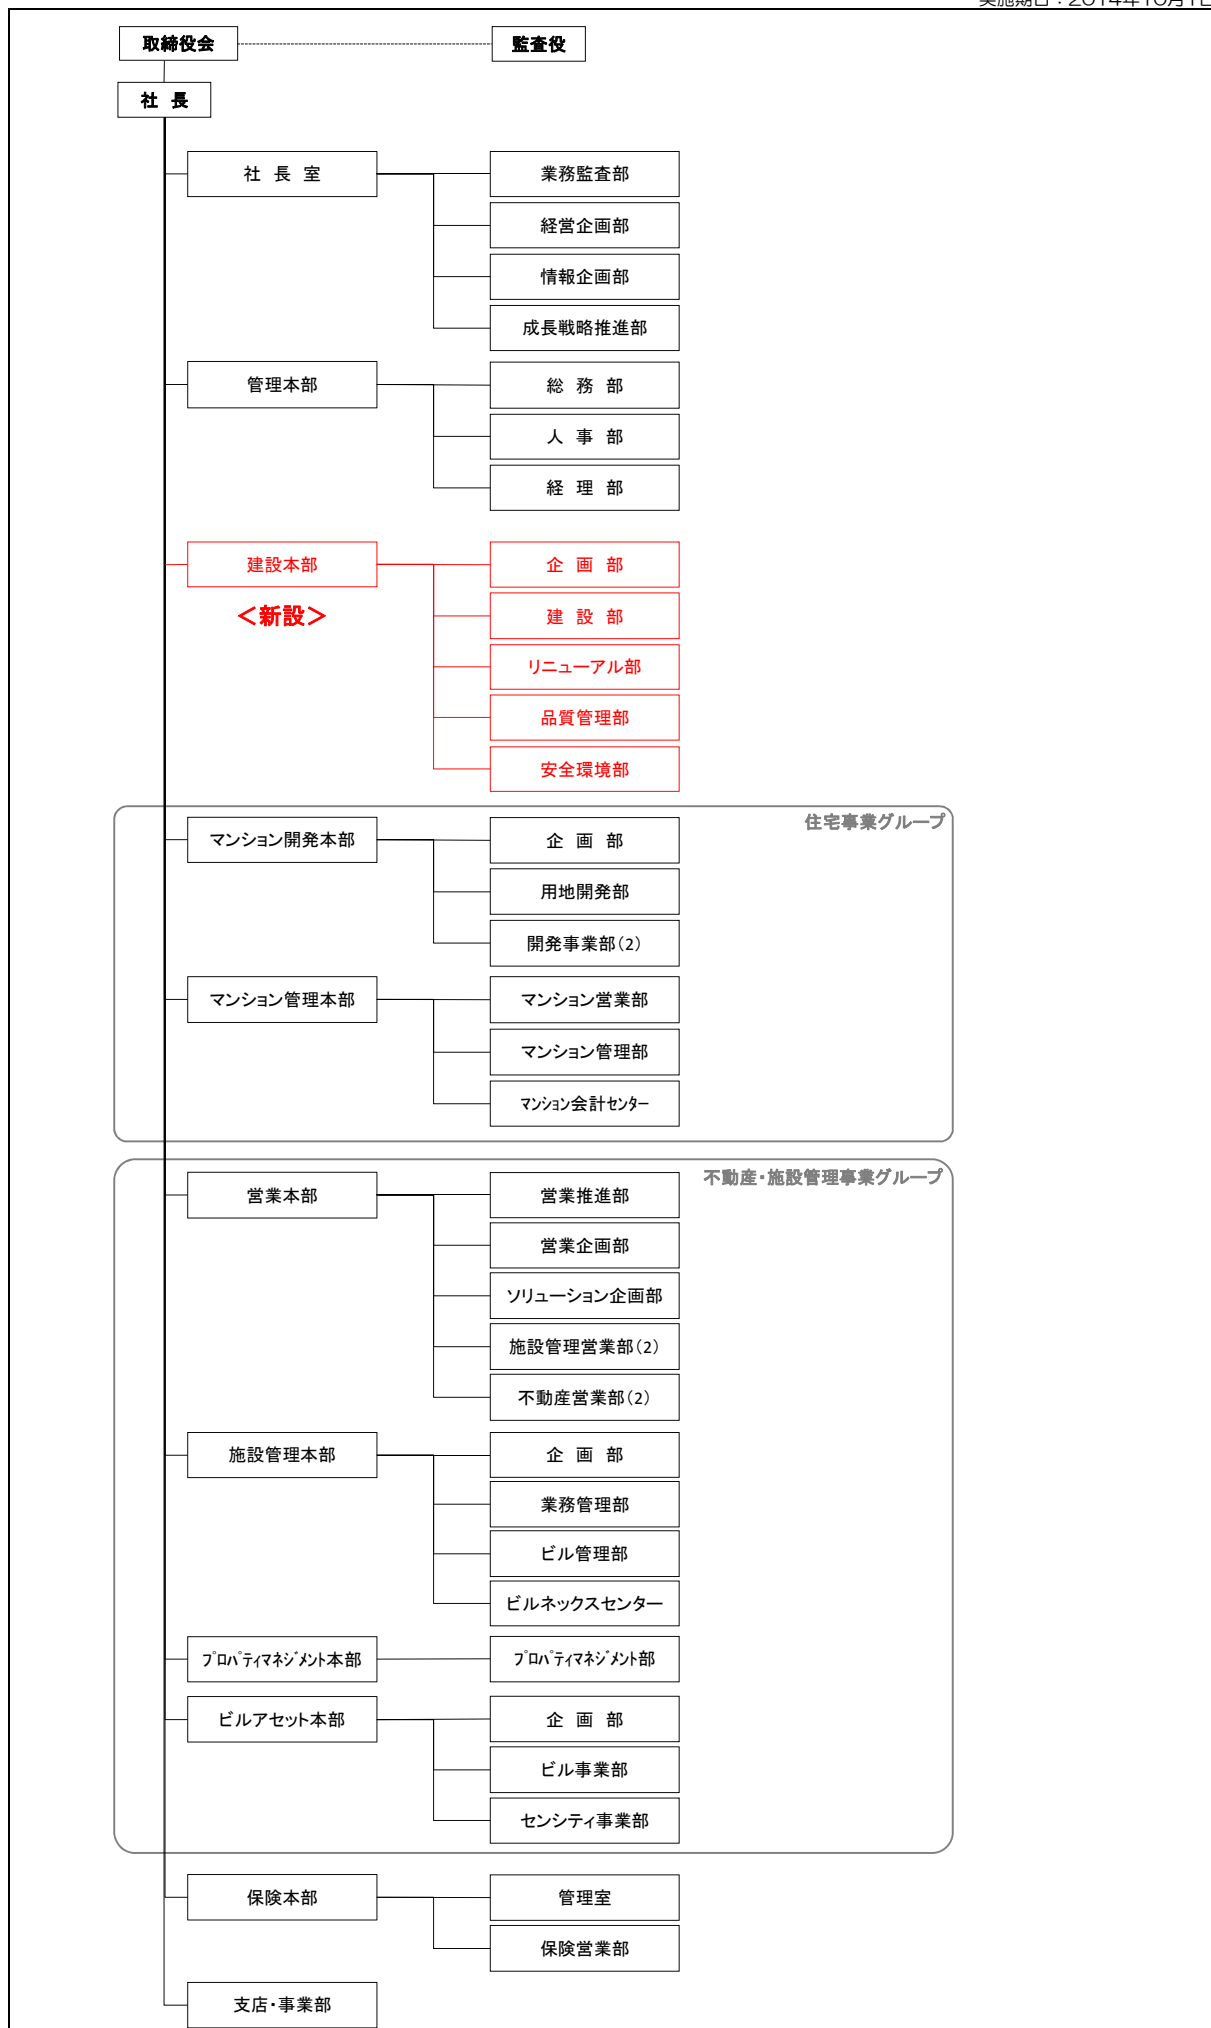 実施期日：2014年10月1日
取締役会
監査役
社 長
社 長 室
業務監査部
経営企画部
情報企画部
成長戦略推進部
管理本部
総 務 部
人 事 部
経 理 部
建設本部
＜新設＞
企 画 部
建 設 部
リニューアル部
品質管理部
安全環境部
住宅事業グループ
マンション開発本部
企 画 部
用地開発部
開発事業部（2）
マンション管理本部
マンション営業部
マンション管理部
ﾏﾝｼｮﾝ会計ｾﾝﾀｰ
不動産・施設管理事業グループ
営業本部
営業推進部
営業企画部
ソリューション企画部
施設管理営業部（2）
不動産営業部（2）
施設管理本部
企 画 部
業務管理部
ビル管理部
ビルネックスセンター
ﾌﾟﾛﾊﾟﾃｨﾏﾈｼﾞﾒﾝﾄ本部
ﾌﾟﾛﾊﾟﾃｨﾏﾈｼﾞﾒﾝﾄ部
ビルアセット本部
企 画 部
ビル事業部
センシティ事業部
保険本部
管理室
保険営業部
支店・事業部